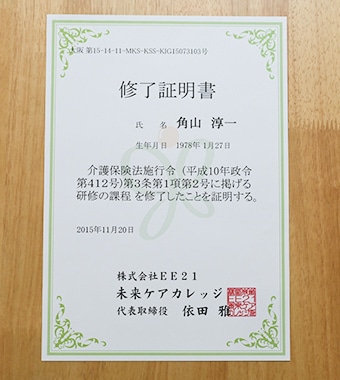 大阪 第15-14-11-MKS-KSS-KIG15073103号
修了証明書
氏 名 角山 淳一
生年月日 1978年 1月27日
介護保険法施行令（平成10年政令
第412号)第3条第1項第2号に掲げる
研修の課程 を修了したことを証明する。
2015年11月20日
株式会社EE21
未来ケアカレッジ
代表取締役 依田 雅